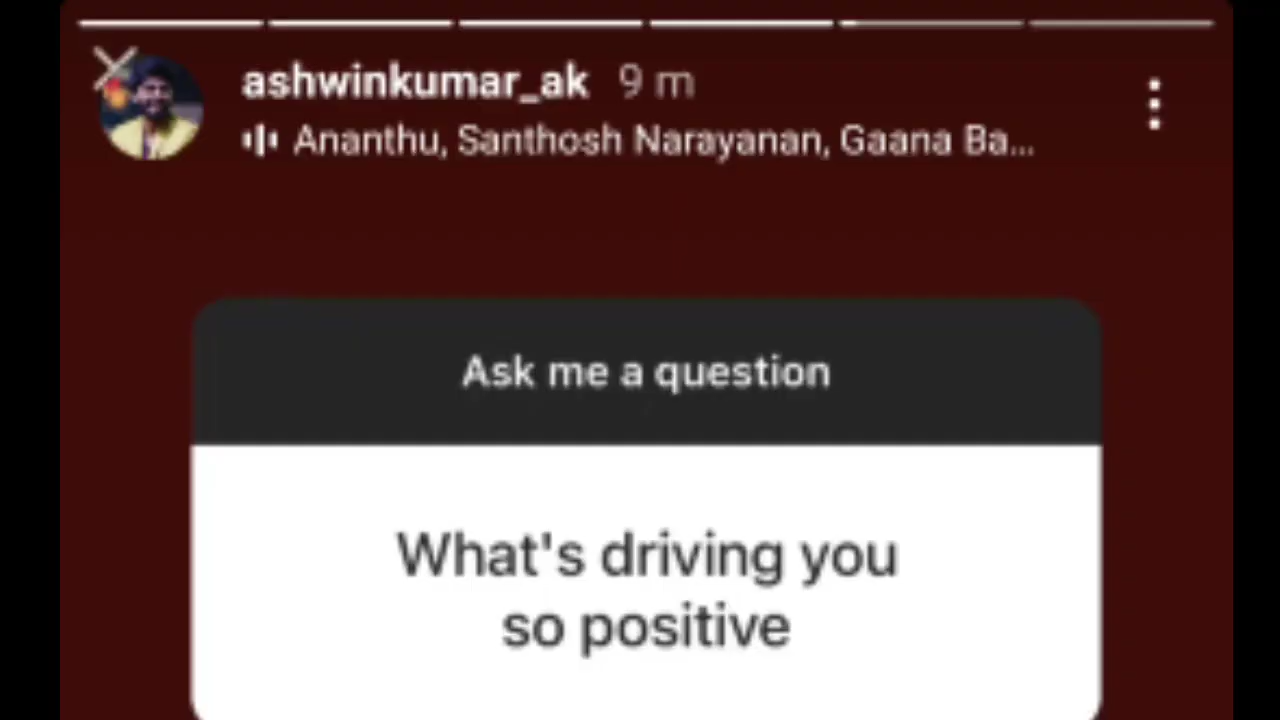 ashwinkumar_ak 9 m
Ananthu, Santhosh Narayanan, Gaana Ba...
Ask me a question
What's driving you
so positive